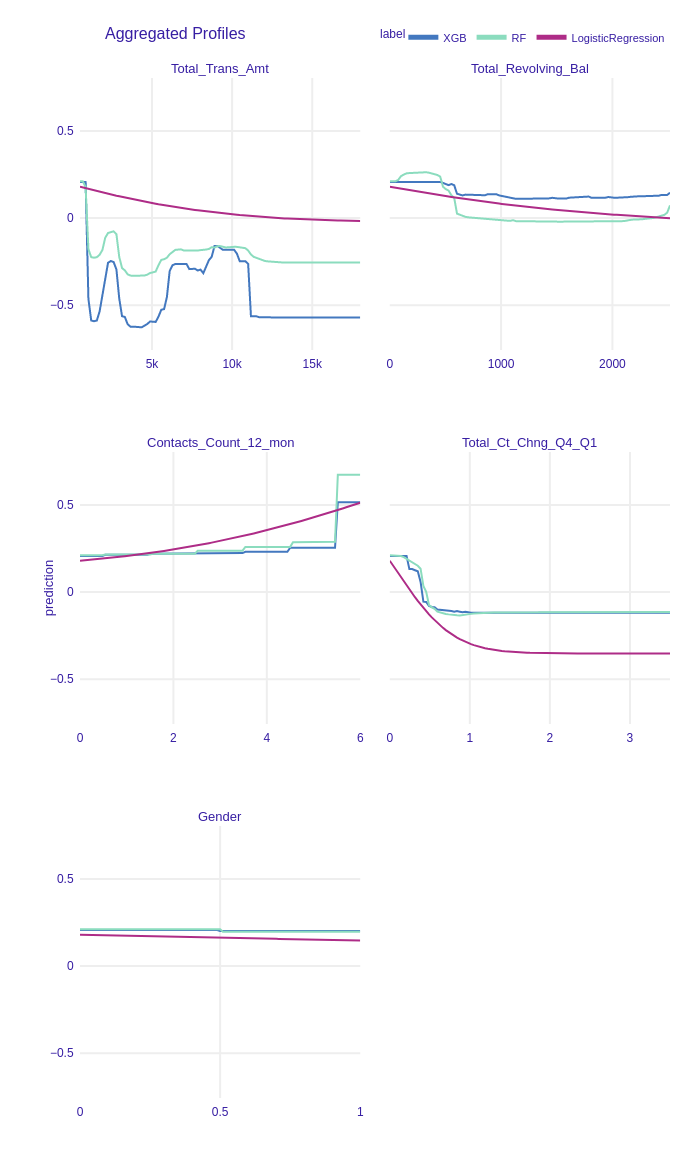 Aggregated Profiles
label XGB RF LogisticRegression
Total_Trans_Amt
Total_Revolving_Bal
0.5
0
−0.5
5k 10k 15k
0 1000 2000
Contacts_Count_12_mon
Total_Ct_Chng_Q4_Q1
0.5
0
−0.5
prediction
0 2 4 6
0 1 2 3
Gender
0.5
0
−0.5
0 0.5 1